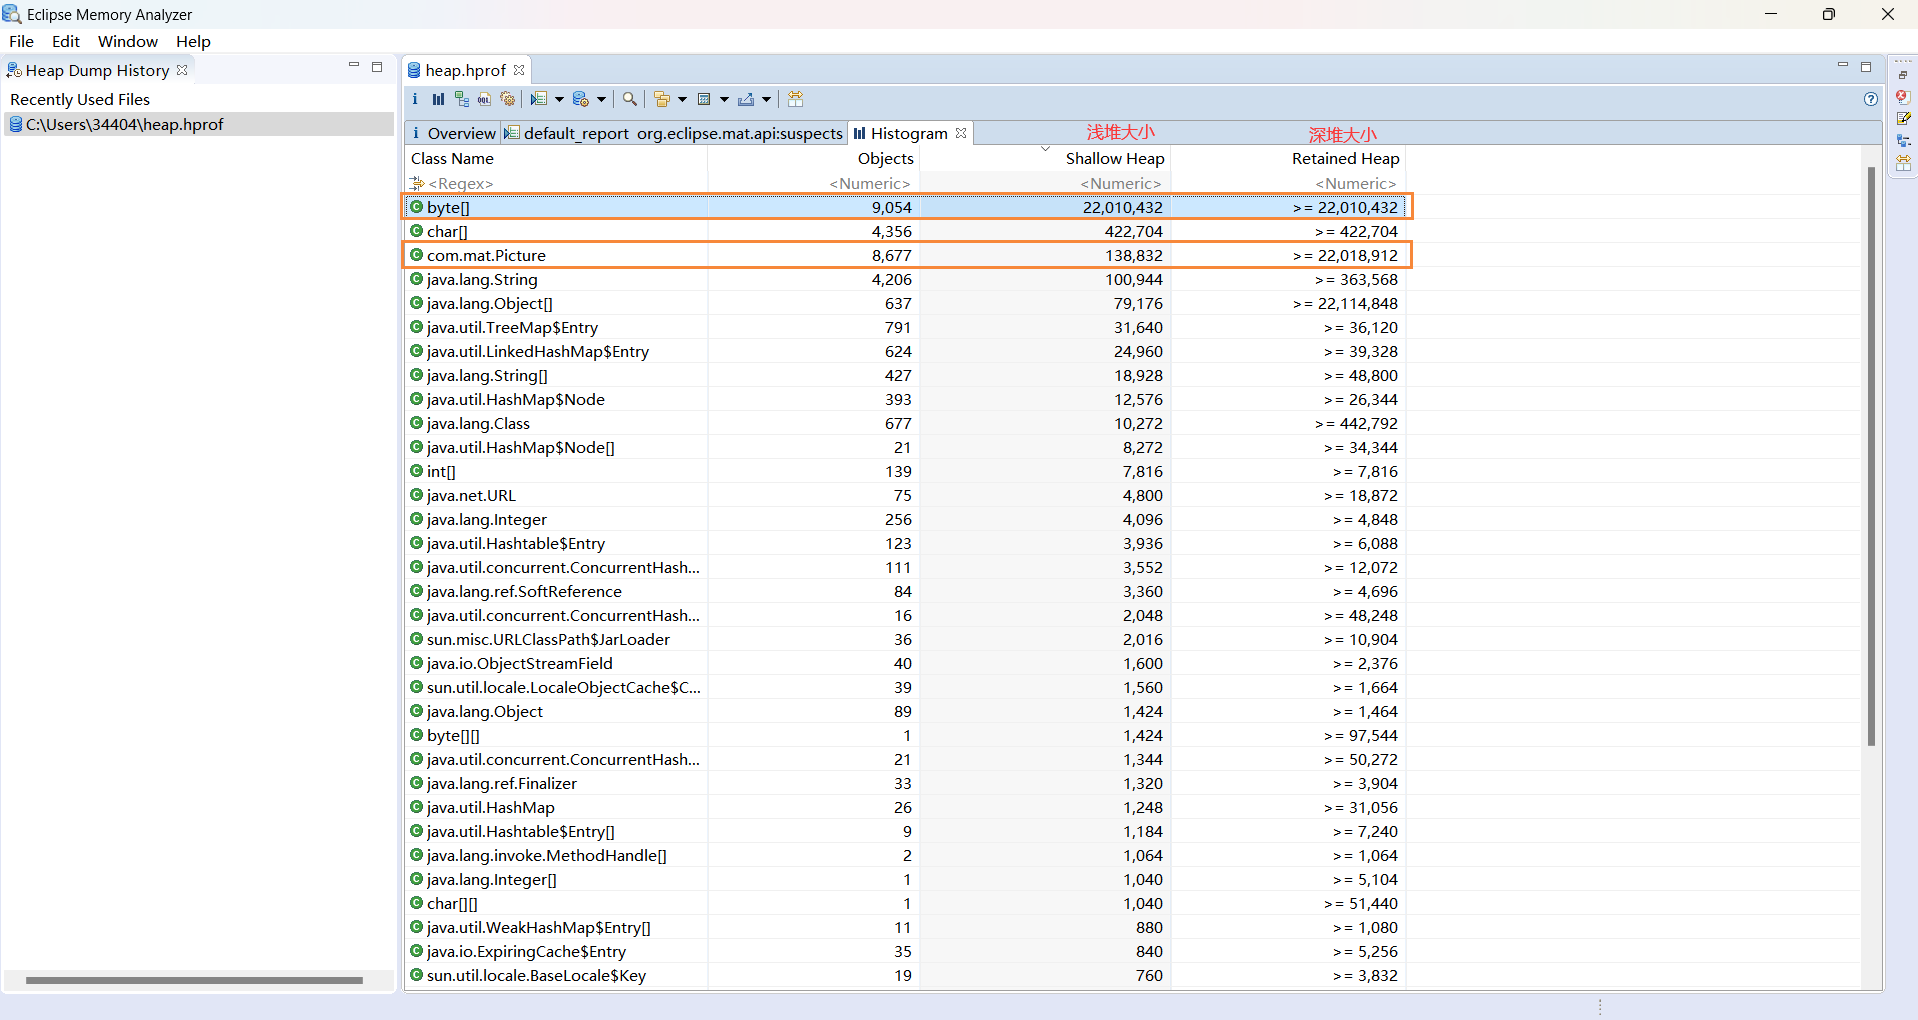 Eclipse Memory Analyzer
File Edit Window Help
Heap Dump History
Recently Used Files
C:\Users\34404\heap.hprof
heap.hprof
Overview default_report org.eclipse.mat.api:suspects Histogram 浅堆大小 深堆大小
Class Name Objects Shallow Heap Retained Heap
<Regex> <Numeric> <Numeric> <Numeric>
byte[] 9,054 22,010,432 >= 22,010,432
char[] 4,356 422,704 >= 422,704
com.mat.Picture 8,677 138,832 >= 22,018,912
java.lang.String 4,206 100,944 >= 363,568
java.lang.Object[] 637 79,176 >= 22,114,848
java.util.TreeMap$Entry 791 31,640 >= 36,120
java.util.LinkedHashMap$Entry 624 24,960 >= 39,328
java.lang.String[] 427 18,928 >= 48,800
java.util.HashMap$Node 393 12,576 >= 26,344
java.lang.Class 677 10,272 >= 442,792
java.util.HashMap$Node[] 21 8,272 >= 34,344
int[] 139 7,816 >= 7,816
java.net.URL 75 4,800 >= 18,872
java.lang.Integer 256 4,096 >= 4,848
java.util.Hashtable$Entry 123 3,936 >= 6,088
java.util.concurrent.ConcurrentHash... 111 3,552 >= 12,072
java.lang.ref.SoftReference 84 3,360 >= 4,696
java.util.concurrent.ConcurrentHash... 16 2,048 >= 48,248
sun.misc.URLClassPath$JarLoader 36 2,016 >= 10,904
java.io.ObjectStreamField 40 1,600 >= 2,376
sun.util.locale.LocaleObjectCache$C... 39 1,560 >= 1,664
java.lang.Object 89 1,424 >= 1,464
byte[][] 1 1,424 >= 97,544
java.util.concurrent.ConcurrentHash... 21 1,344 >= 50,272
java.lang.ref.Finalizer 33 1,320 >= 3,904
java.util.HashMap 26 1,248 >= 31,056
java.util.Hashtable$Entry[] 9 1,184 >= 7,240
java.lang.invoke.MethodHandle[] 2 1,064 >= 1,064
java.lang.Integer[] 1 1,040 >= 5,104
char[][] 1 1,040 >= 51,440
java.util.WeakHashMap$Entry[] 11 880 >= 1,080
java.io.ExpiringCache$Entry 35 840 >= 5,256
sun.util.locale.BaseLocale$Key 19 760 >= 3,832